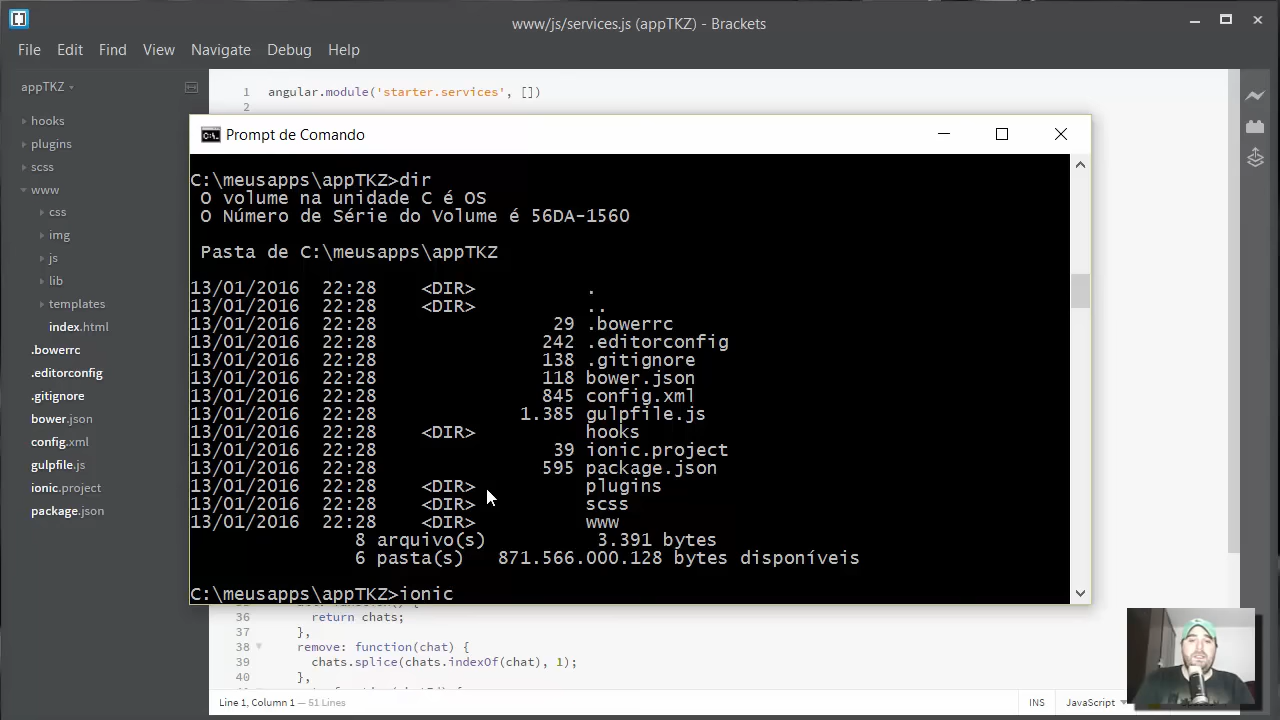 www/js/services.js (appTKZ) - Brackets
File Edit Find View Navigate Debug Help
appTKZ
hooks
plugins
scss
www
css
img
js
lib
templates
index.html
.bowerrc
.editorconfig
.gitignore
bower.json
config.xml
gulpfile.js
ionic.project
package.json
1 angular.module('starter.services', [])
2
Prompt de Comando
C:\meusapps\appTKZ>dir
O volume na unidade C é OS
O Número de Série do Volume é 56DA-1560
Pasta de C:\meusapps\appTKZ
13/01/2016 22:28 <DIR> .
13/01/2016 22:28 <DIR> ..
13/01/2016 22:28 29 .bowerrc
13/01/2016 22:28 242 .editorconfig
13/01/2016 22:28 138 .gitignore
13/01/2016 22:28 118 bower.json
13/01/2016 22:28 845 config.xml
13/01/2016 22:28 1.385 gulpfile.js
13/01/2016 22:28 <DIR> hooks
13/01/2016 22:28 39 ionic.project
13/01/2016 22:28 595 package.json
13/01/2016 22:28 <DIR> plugins
13/01/2016 22:28 <DIR> scss
13/01/2016 22:28 <DIR> www
8 arquivo(s) 3.391 bytes
6 pasta(s) 871.566.000.128 bytes disponíveis
C:\meusapps\appTKZ>ionic
36 return chats;
37 },
38 remove: function(chat) {
39 chats.splice(chats.indexOf(chat), 1);
40 },
Line 1, Column 1 — 51 Lines
INS JavaScript